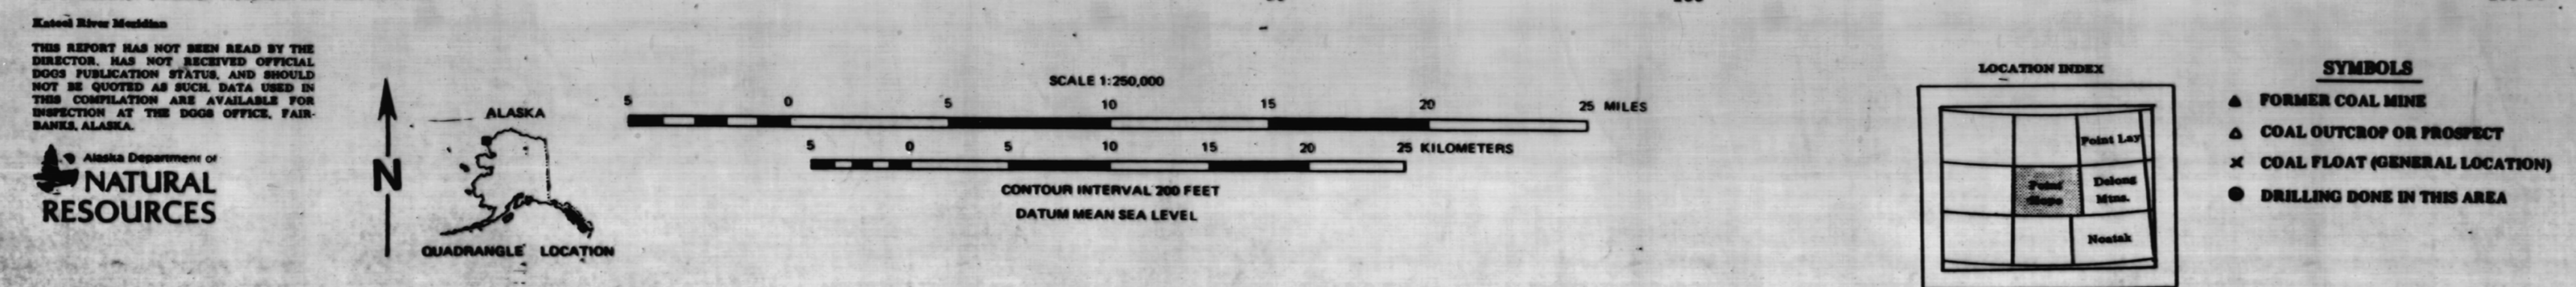 Kateel River Meridian
THIS REPORT HAS NOT BEEN READ BY THE
DIRECTOR, HAS NOT RECEIVED OFFICIAL
DGGS PUBLICATION STATUS, AND SHOULD
NOT BE QUOTED AS SUCH. DATA USED IN
THIS COMPILATION ARE AVAILABLE FOR
INSPECTION AT THE DGGS OFFICE, FAIR-
BANKS, ALASKA.
Alaska Department of
NATURAL
RESOURCES
N
ALASKA
QUADRANGLE LOCATION
SCALE 1:250,000
5 0 5 10 15 20 25 MILES
5 0 5 10 15 20 25 KILOMETERS
CONTOUR INTERVAL 200 FEET
DATUM MEAN SEA LEVEL
LOCATION INDEX
Point Lay
Point
Hope
Delong
Mtns.
Noatak
SYMBOLS
FORMER COAL MINE
COAL OUTCROP OR PROSPECT
COAL FLOAT (GENERAL LOCATION)
DRILLING DONE IN THIS AREA